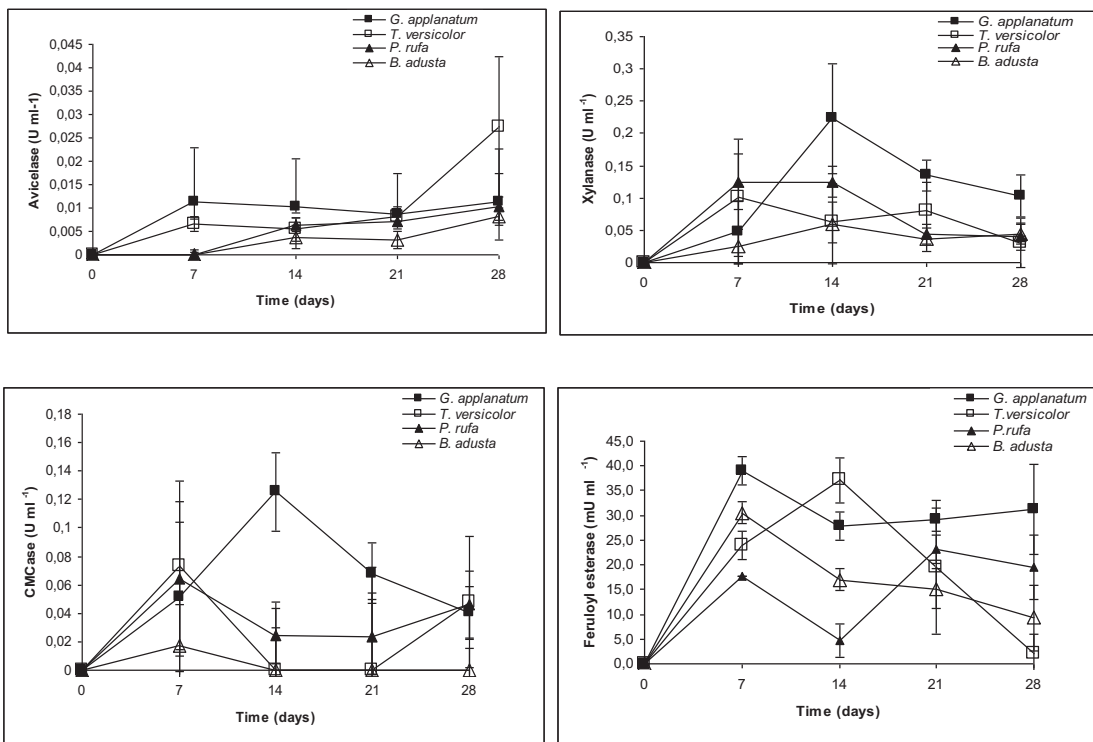 G. applanatum
T. versicolor
P. rufa
B. adusta
0,045
0,04
0,035
0,03
0,025
0,02
0,015
0,01
0,005
0
Avicelase (U ml-1)
0 7 14 21 28
Time (days)
G. applanatum
T. versicolor
P. rufa
B. adusta
0,35
0,3
0,25
0,2
0,15
0,1
0,05
0
Xylanase (U ml -1)
0 7 14 21 28
Time (days)
G. applanatum
T. versicolor
P. rufa
B. adusta
0,18
0,16
0,14
0,12
0,1
0,08
0,06
0,04
0,02
0
CMCase (U ml -1)
0 7 14 21 28
Time (days)
G. applanatum
T.versicolor
P.rufa
B. adusta
45,0
40,0
35,0
30,0
25,0
20,0
15,0
10,0
5,0
0,0
Feruloyl esterase (mU ml -1)
0 7 14 21 28
Time (days)